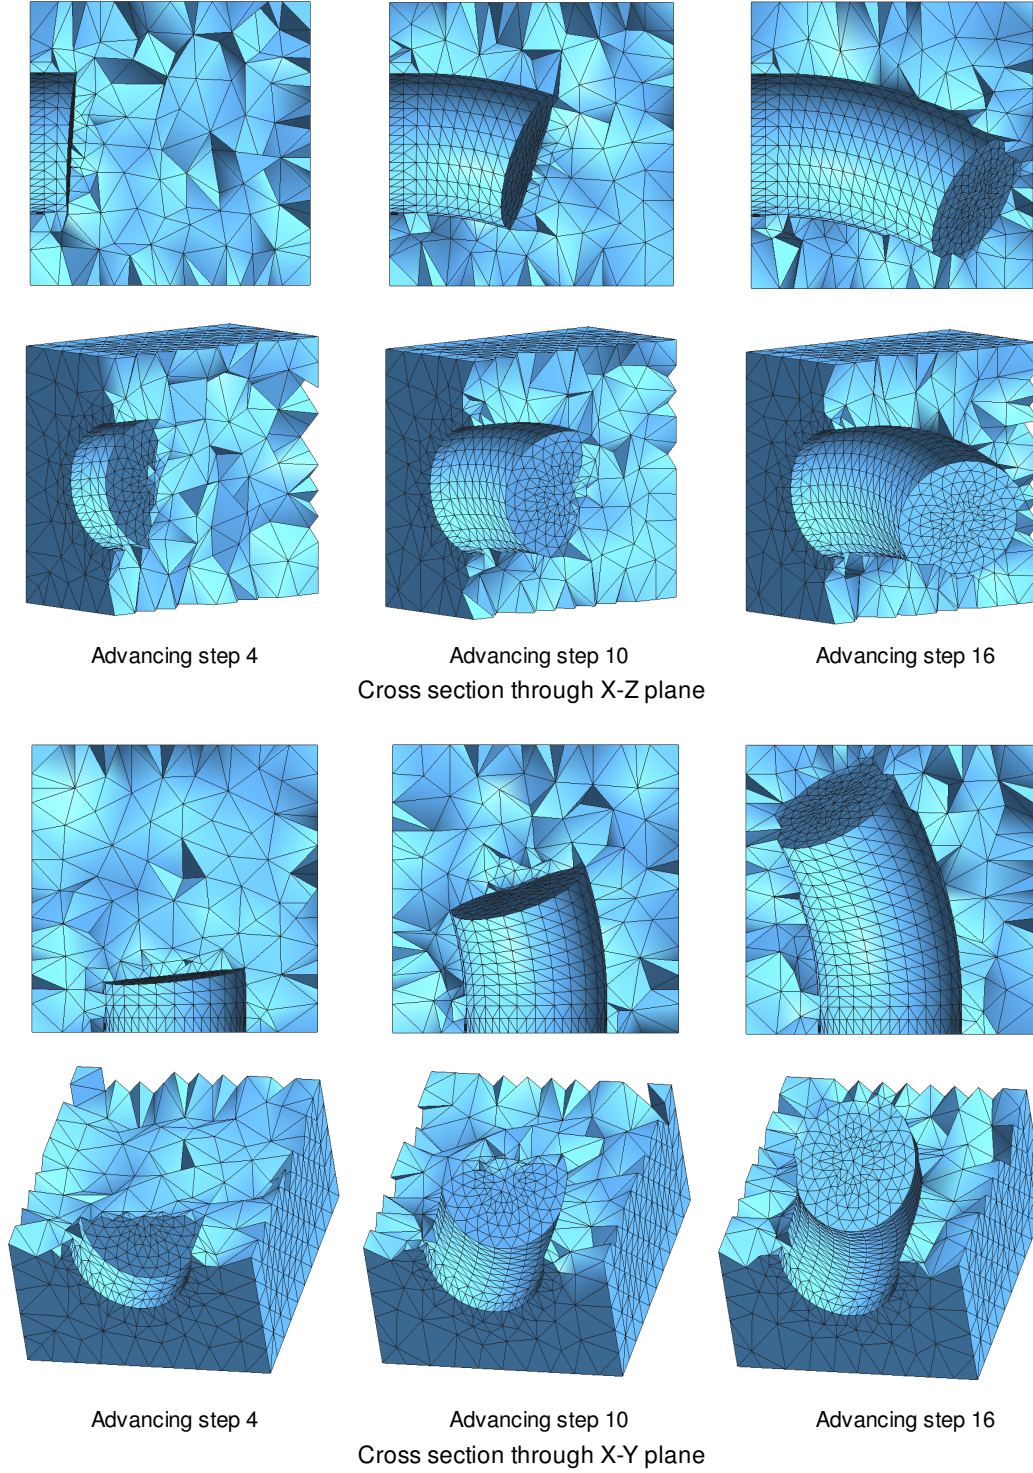 Advancing step 4
Advancing step 10
Advancing step 16
Cross section through X-Z plane
Advancing step 4
Advancing step 10
Advancing step 16
Cross section through X-Y plane